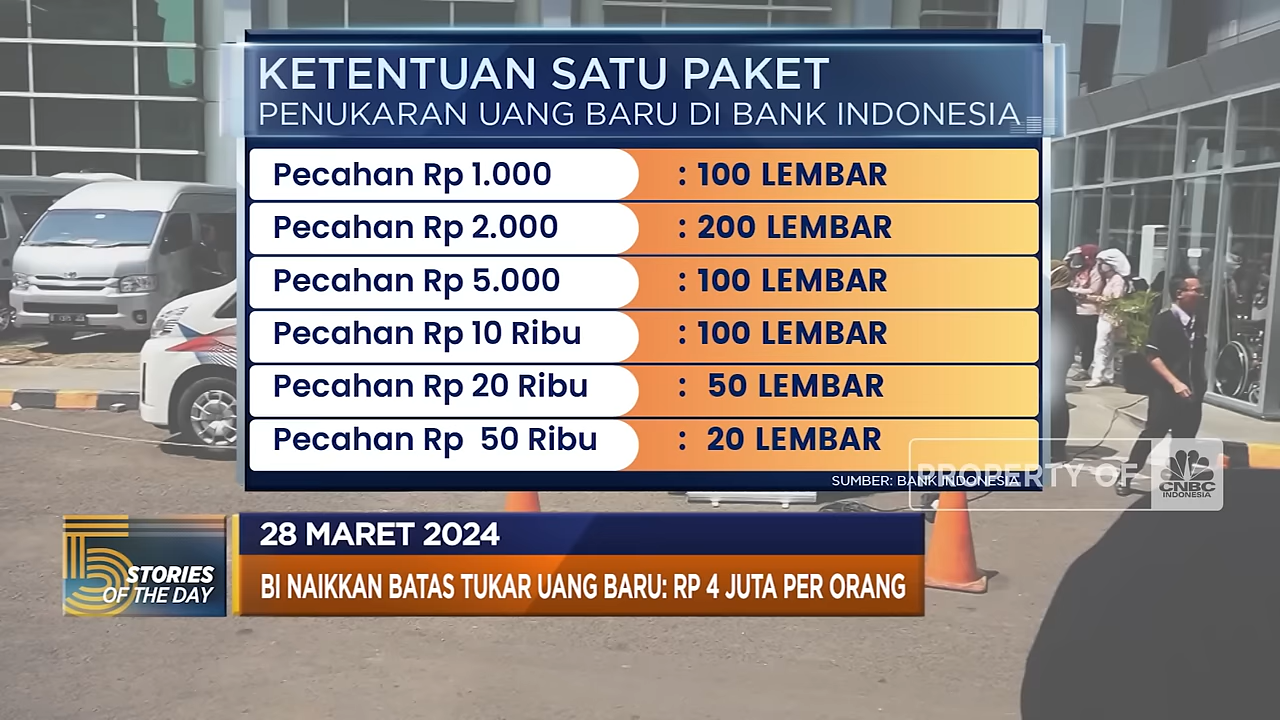 KETENTUAN SATU PAKET
PENUKARAN UANG BARU DI BANK INDONESIA
Pecahan Rp 1.000 : 100 LEMBAR
Pecahan Rp 2.000 : 200 LEMBAR
Pecahan Rp 5.000 : 100 LEMBAR
Pecahan Rp 10 Ribu : 100 LEMBAR
Pecahan Rp 20 Ribu : 50 LEMBAR
Pecahan Rp 50 Ribu : 20 LEMBAR
SUMBER: BANK INDONESIA
PROPERTY OF CNBC INDONESIA
5 STORIES OF THE DAY
28 MARET 2024
BI NAIKKAN BATAS TUKAR UANG BARU: RP 4 JUTA PER ORANG